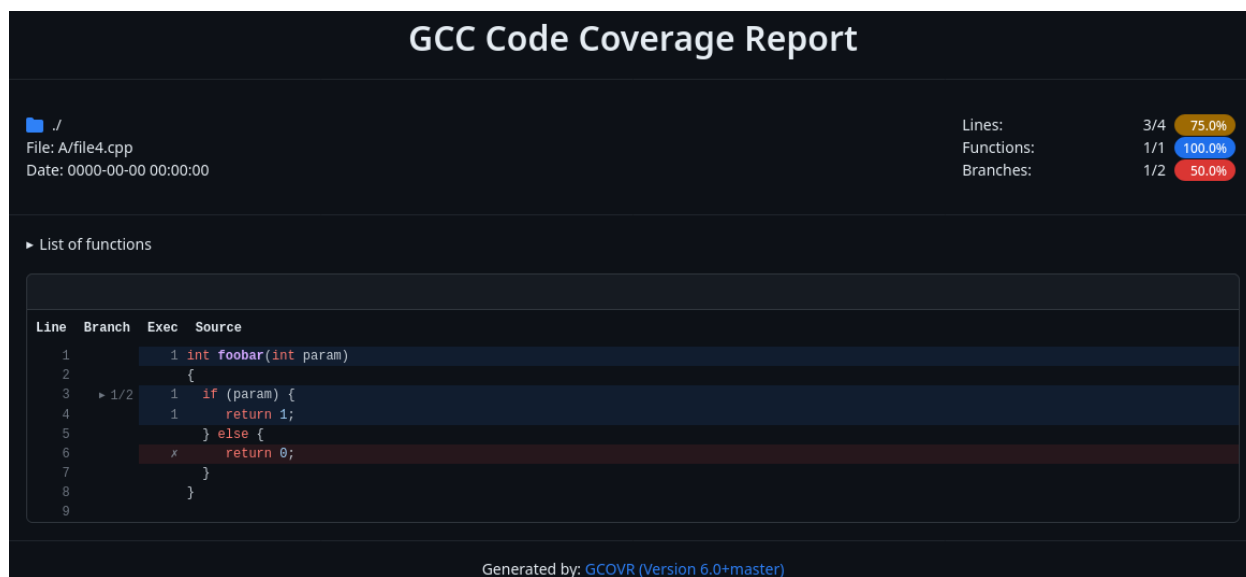 GCC Code Coverage Report
./
File: A/file4.cpp
Date: 0000-00-00 00:00:00
Lines: 3/4 75.0%
Functions: 1/1 100.0%
Branches: 1/2 50.0%
▸ List of functions
Line Branch Exec Source
1 1 int foobar(int param)
2 {
3 ▸ 1/2 1 if (param) {
4 1 return 1;
5 } else {
6 ✗ return 0;
7 }
8 }
9
Generated by: GCOVR (Version 6.0+master)